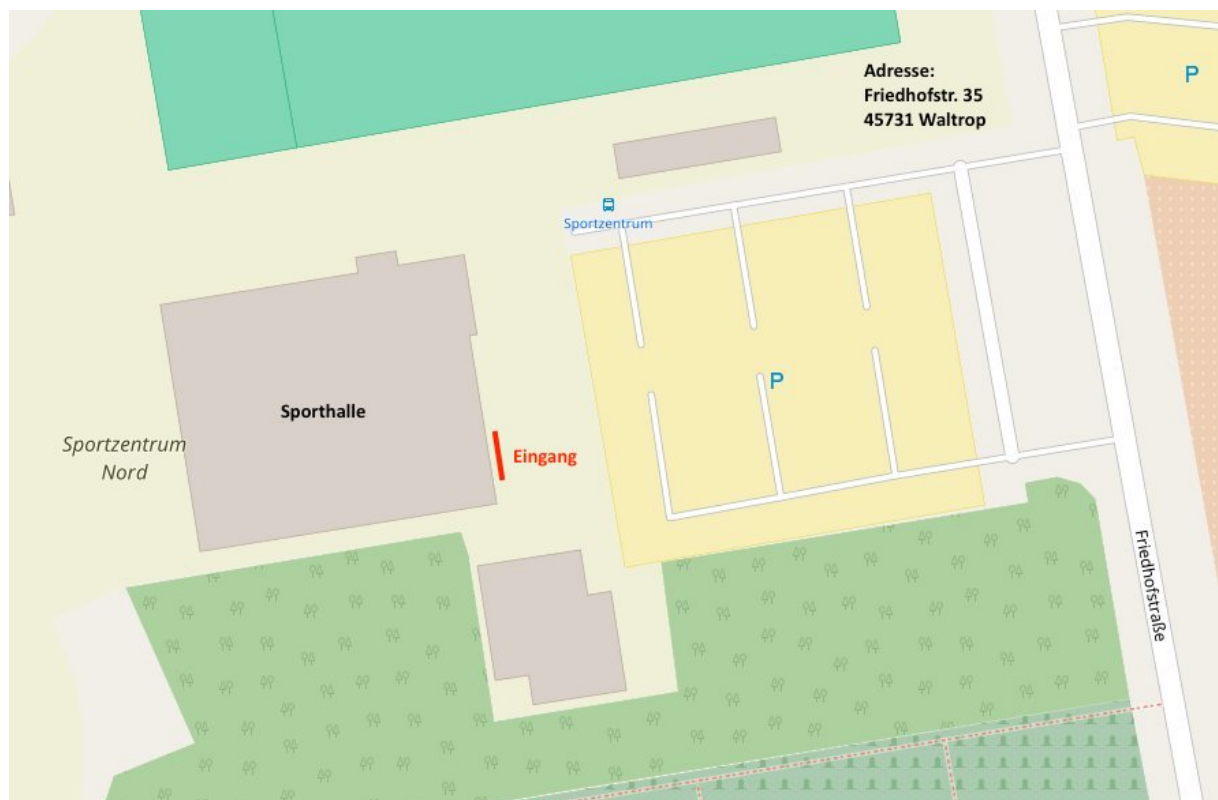 Adresse:
Friedhofstr. 35
45731 Waltrop
P
Sportzentrum
P
Sporthalle
Sportzentrum
Nord
Eingang
Friedhofstraße